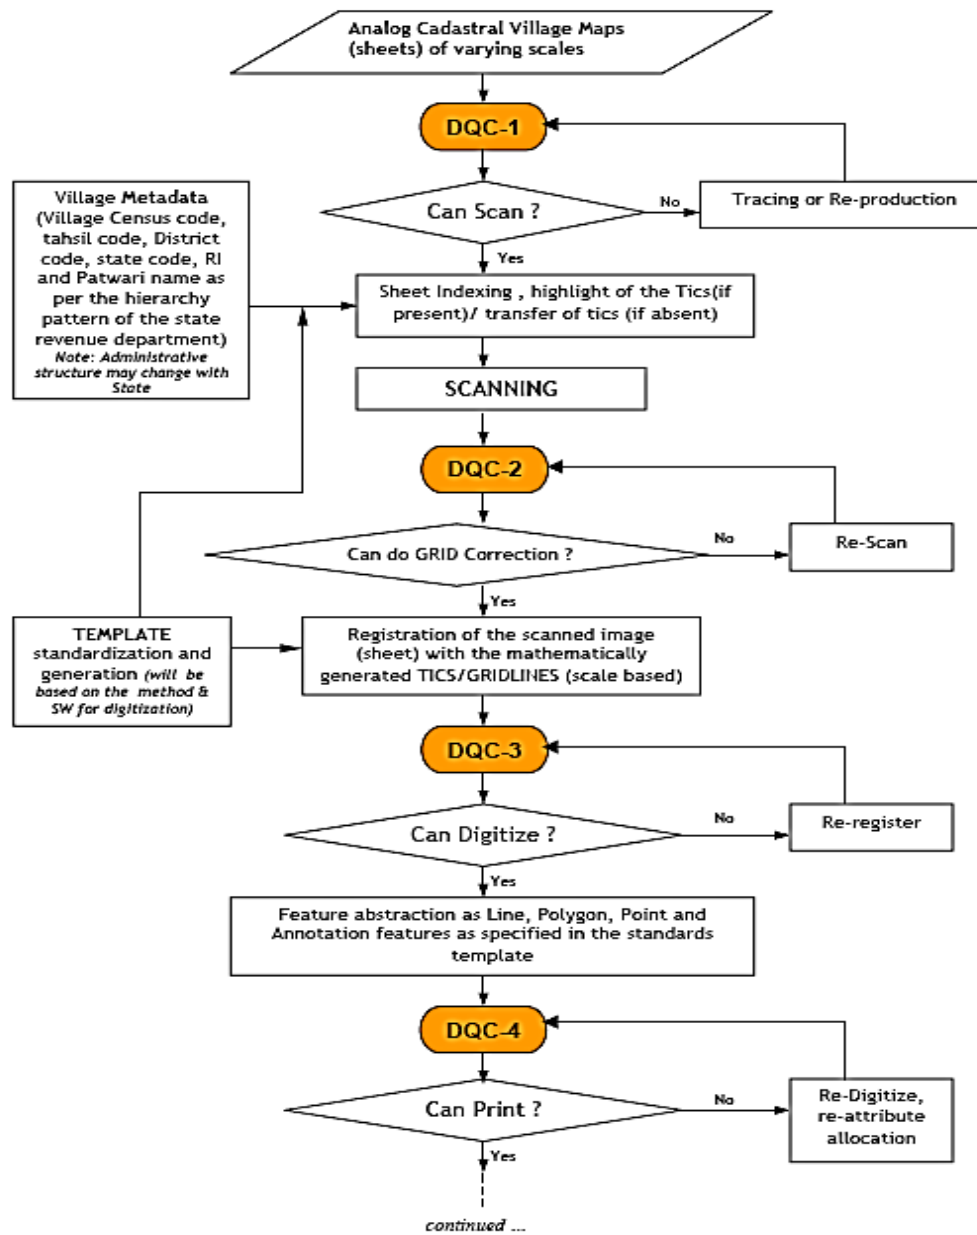 Analog Cadastral Village Maps
(sheets) of varying scales
DQC-1
Can Scan ?
No
Tracing or Re-production
Yes
Village Metadata
(Village Census code,
tahsil code, District
code, state code, RI
and Patwari name as
per the hierarchy
pattern of the state
revenue department)
Note: Administrative
structure may change with
State
Sheet Indexing , highlight of the Tics(if
present)/ transfer of tics (if absent)
SCANNING
DQC-2
Can do GRID Correction ?
No
Re-Scan
Yes
TEMPLATE
standardization and
generation (will be
based on the method &
SW for digitization)
Registration of the scanned image
(sheet) with the mathematically
generated TICS/GRIDLINES (scale based)
DQC-3
Can Digitize ?
No
Re-register
Yes
Feature abstraction as Line, Polygon, Point and
Annotation features as specified in the standards
template
DQC-4
Can Print ?
No
Re-Digitize,
re-attribute
allocation
Yes
continued ...